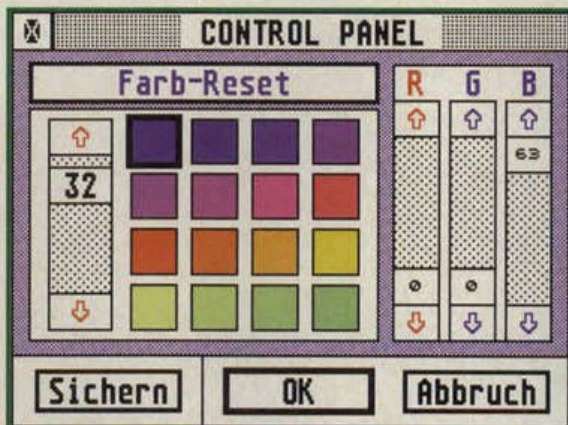 CONTROL PANEL
Farb-Reset
R G B
63
32
0 0
Sichern OK Abbruch